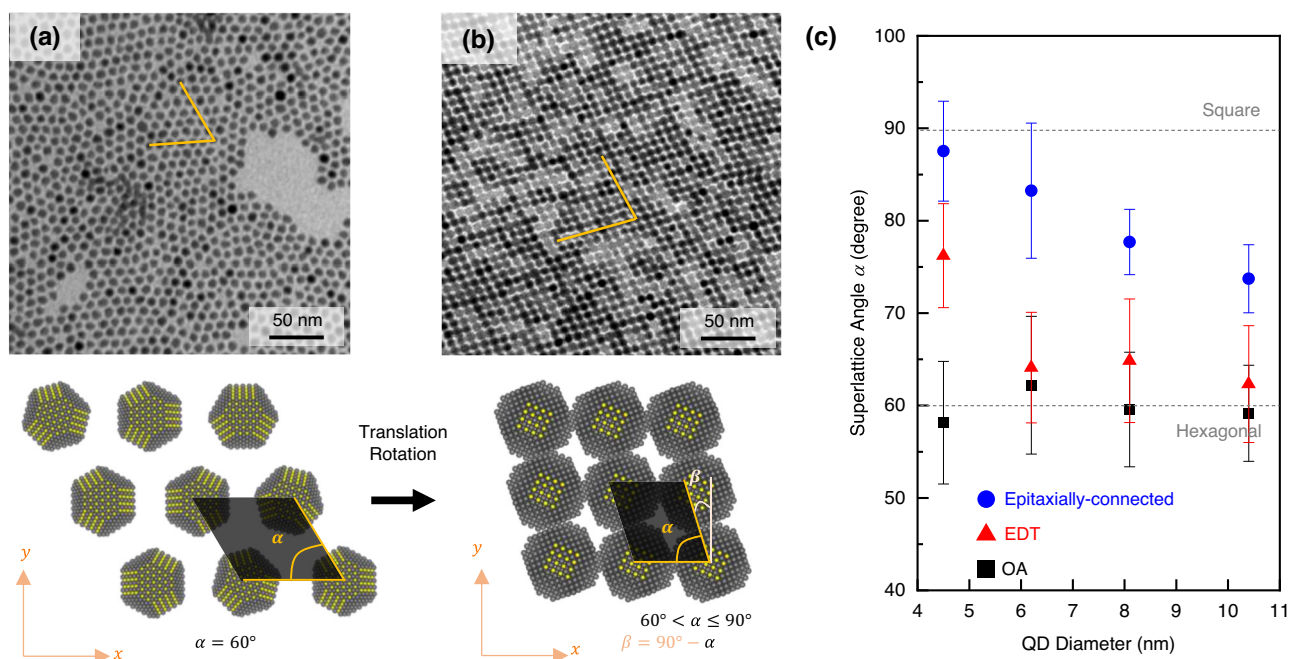 (a)
50 nm
(b)
50 nm
Translation
Rotation
α
y
x
α = 60°
β
α
y
x
60° < α ≤ 90°
β = 90° − α
(c)
Superlattice Angle α (degree)
100
90
80
70
60
50
40
Square
Hexagonal
Epitaxially-connected
EDT
OA
4 5 6 7 8 9 10 11
QD Diameter (nm)